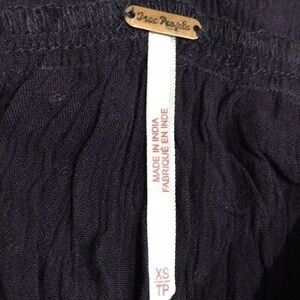 Free People
MADE IN INDIA
FABRIQUÉ EN INDE
XS
TP